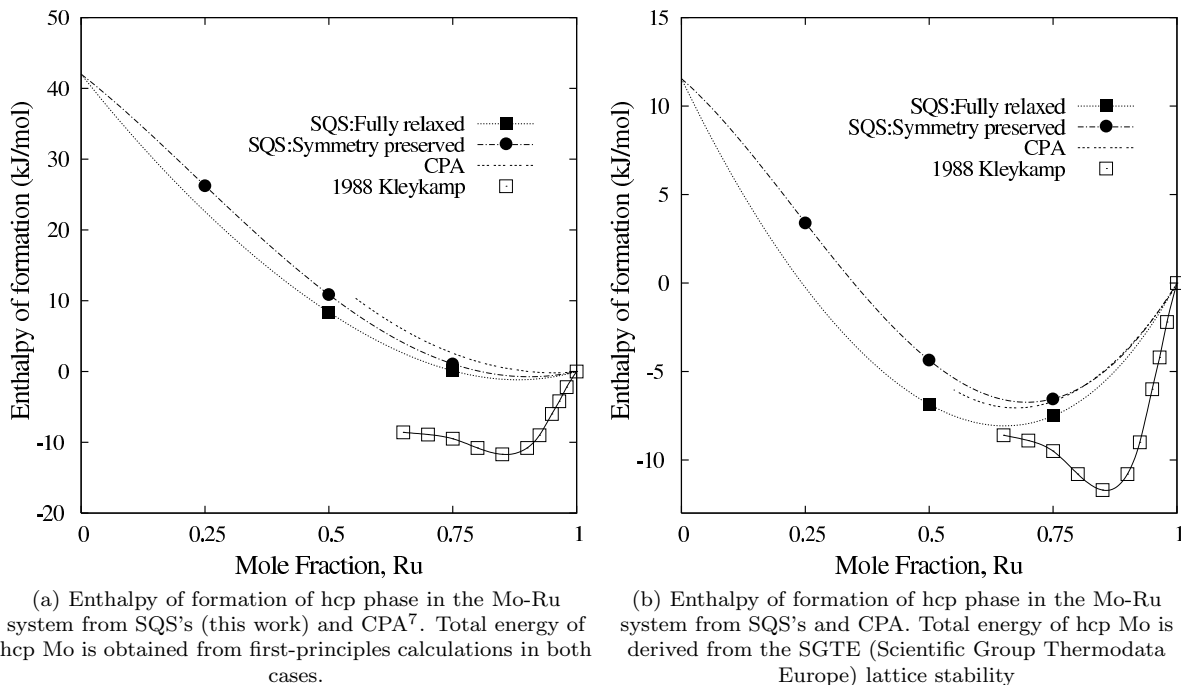 50
40
30
20
10
0
-10
-20
0
0.25
0.5
0.75
1
Enthalpy of formation (kJ/mol)
Mole Fraction, Ru
SQS:Fully relaxed
SQS:Symmetry preserved
CPA
1988 Kleykamp
(a) Enthalpy of formation of hcp phase in the Mo-Ru
system from SQS's (this work) and CPA⁷. Total energy of
hcp Mo is obtained from first-principles calculations in both
cases.
15
10
5
0
-5
-10
0
0.25
0.5
0.75
1
Enthalpy of formation (kJ/mol)
Mole Fraction, Ru
SQS:Fully relaxed
SQS:Symmetry preserved
CPA
1988 Kleykamp
(b) Enthalpy of formation of hcp phase in the Mo-Ru
system from SQS's and CPA. Total energy of hcp Mo is
derived from the SGTE (Scientific Group Thermodata
Europe) lattice stability